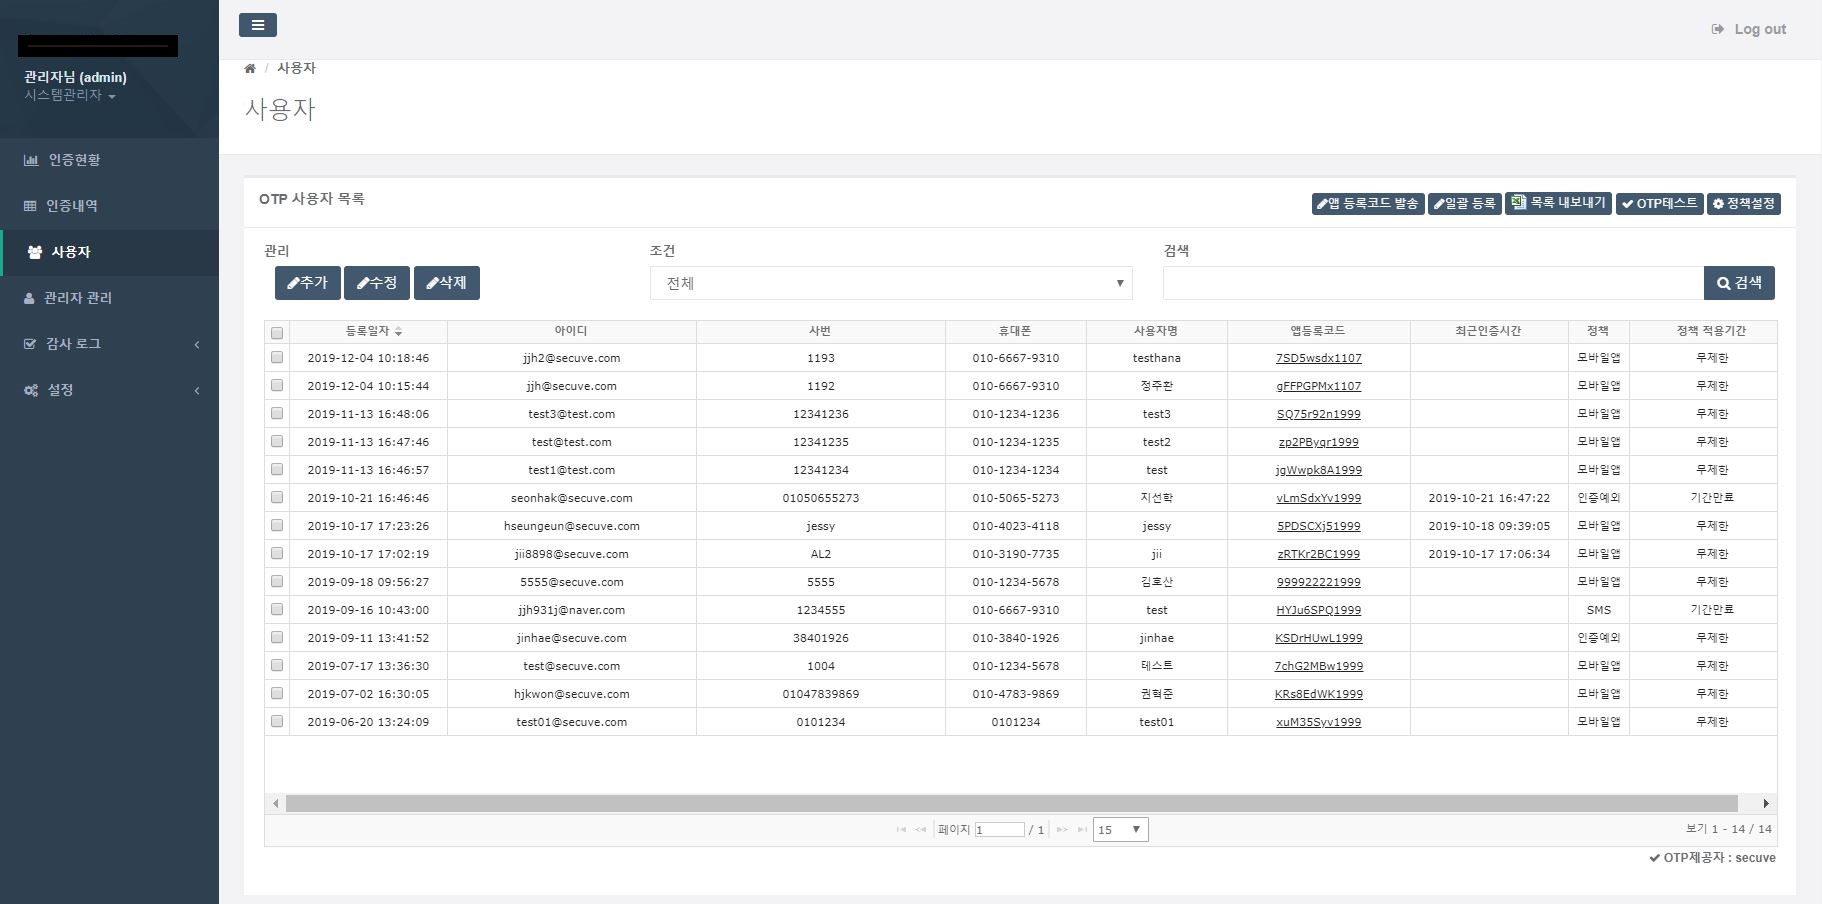 Log out
관리자님 (admin)
시스템관리자
인증현황
인증내역
사용자
관리자 관리
감사 로그
설정
/ 사용자
사용자
OTP 사용자 목록
앱 등록코드 발송 일괄 등록 목록 내보내기 OTP테스트 정책설정
관리 조건 검색
추가 수정 삭제 전체 검색
등록일자 아이디 사번 휴대폰 사용자명 앱등록코드 최근인증시간 정책 정책 적용기간
2019-12-04 10:18:46 jjh2@secuve.com 1193 010-6667-9310 testhana 7SD5wsdx1107 모바일앱 무제한
2019-12-04 10:15:44 jjh@secuve.com 1192 010-6667-9310 정주환 gFFPGPMx1107 모바일앱 무제한
2019-11-13 16:48:06 test3@test.com 12341236 010-1234-1236 test3 SQ75r92n1999 모바일앱 무제한
2019-11-13 16:47:46 test@test.com 12341235 010-1234-1235 test2 zp2PByqr1999 모바일앱 무제한
2019-11-13 16:46:57 test1@test.com 12341234 010-1234-1234 test jgWwpk8A1999 모바일앱 무제한
2019-10-21 16:46:46 seonhak@secuve.com 01050655273 010-5065-5273 지선학 vLmSdxYv1999 2019-10-21 16:47:22 인증예외 기간만료
2019-10-17 17:23:26 hseungeun@secuve.com jessy 010-4023-4118 jessy 5PDSCXj51999 2019-10-18 09:39:05 모바일앱 무제한
2019-10-17 17:02:19 jii8898@secuve.com AL2 010-3190-7735 jii zRTKr2BC1999 2019-10-17 17:06:34 모바일앱 무제한
2019-09-18 09:56:27 5555@secuve.com 5555 010-1234-5678 김호산 999922221999 모바일앱 무제한
2019-09-16 10:43:00 jjh931j@naver.com 1234555 010-6667-9310 test HYJu6SPQ1999 SMS 기간만료
2019-09-11 13:41:52 jinhae@secuve.com 38401926 010-3840-1926 jinhae KSDrHUwL1999 인증예외 무제한
2019-07-17 13:36:30 test@secuve.com 1004 010-1234-5678 테스트 7chG2MBw1999 모바일앱 무제한
2019-07-02 16:30:05 hjkwon@secuve.com 01047839869 010-4783-9869 권혁준 KRs8EdWK1999 모바일앱 무제한
2019-06-20 13:24:09 test01@secuve.com 0101234 0101234 test01 xuM35Syv1999 모바일앱 무제한
페이지 1 / 1 15 보기 1 - 14 / 14
OTP제공자 : secuve